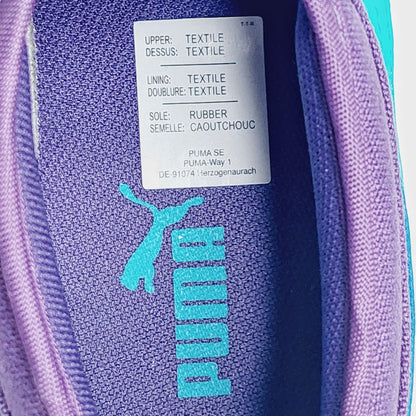 UPPER: TEXTILE
DESSUS: TEXTILE
LINING: TEXTILE
DOUBLURE: TEXTILE
SOLE: RUBBER
SEMELLE: CAOUTCHOUC
PUMA SE
PUMA-Way 1
DE-91074 Herzogenaurach
PUMA